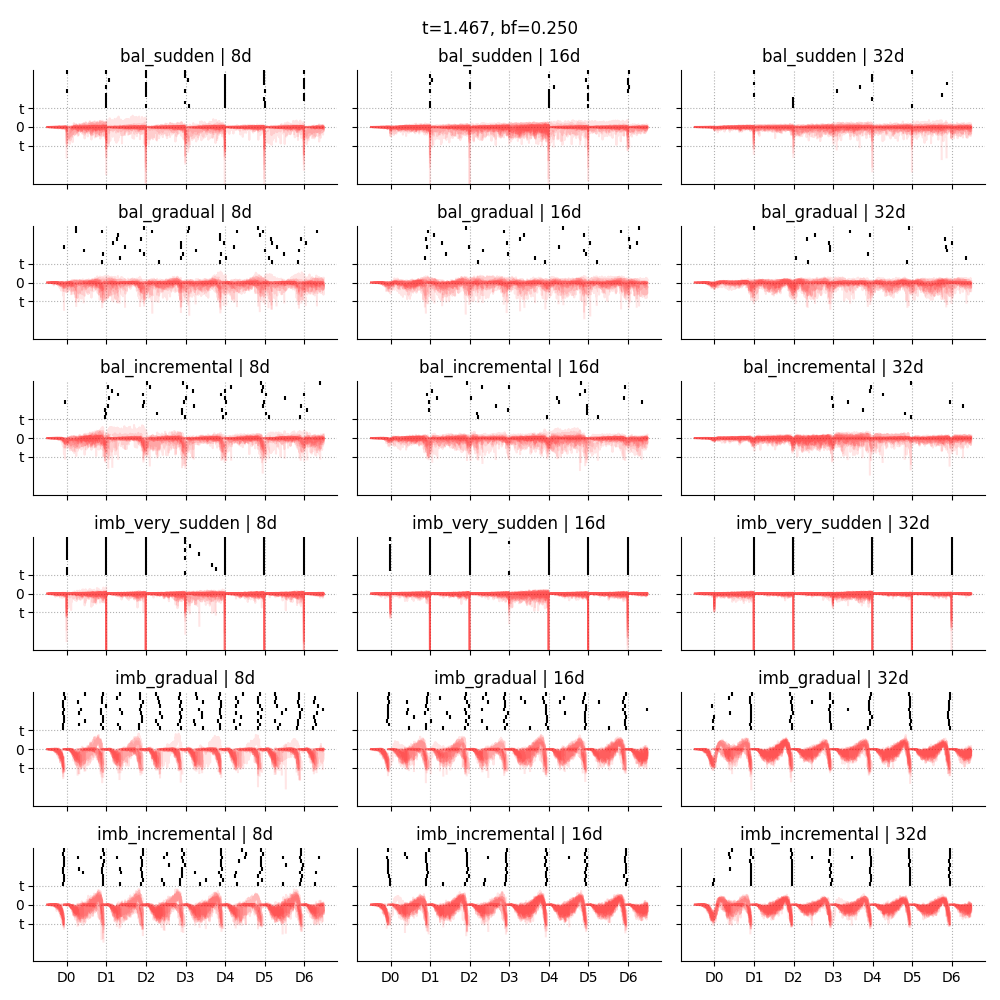 t=1.467, bf=0.250
bal_sudden | 8d
bal_sudden | 16d
bal_sudden | 32d
t
0
t
bal_gradual | 8d
bal_gradual | 16d
bal_gradual | 32d
t
0
t
bal_incremental | 8d
bal_incremental | 16d
bal_incremental | 32d
t
0
t
imb_very_sudden | 8d
imb_very_sudden | 16d
imb_very_sudden | 32d
t
0
t
imb_gradual | 8d
imb_gradual | 16d
imb_gradual | 32d
t
0
t
imb_incremental | 8d
imb_incremental | 16d
imb_incremental | 32d
t
0
t
D0 D1 D2 D3 D4 D5 D6
D0 D1 D2 D3 D4 D5 D6
D0 D1 D2 D3 D4 D5 D6